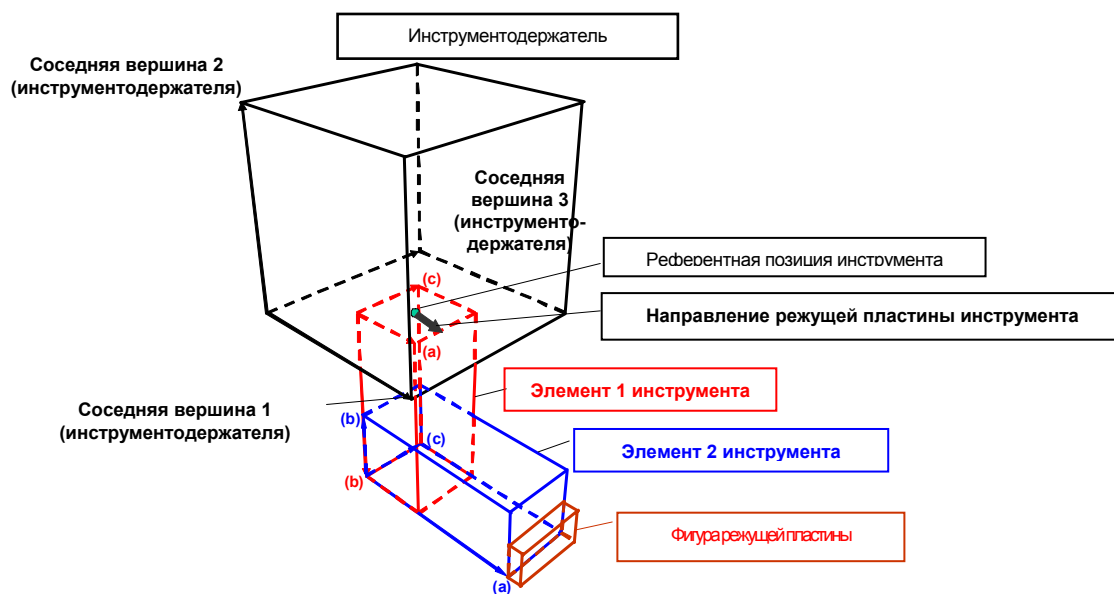 Инструментодержатель
Соседняя вершина 2
(инструментодержателя)
Соседняя
вершина 3
(инструменто-
держателя)
Референтная позиция инструмента
(c)
Направление режущей пластины инструмента
(a)
Элемент 1 инструмента
Соседняя вершина 1
(инструментодержателя)
(b)
(c)
Элемент 2 инструмента
(b)
Фигура режущей пластины
(a)